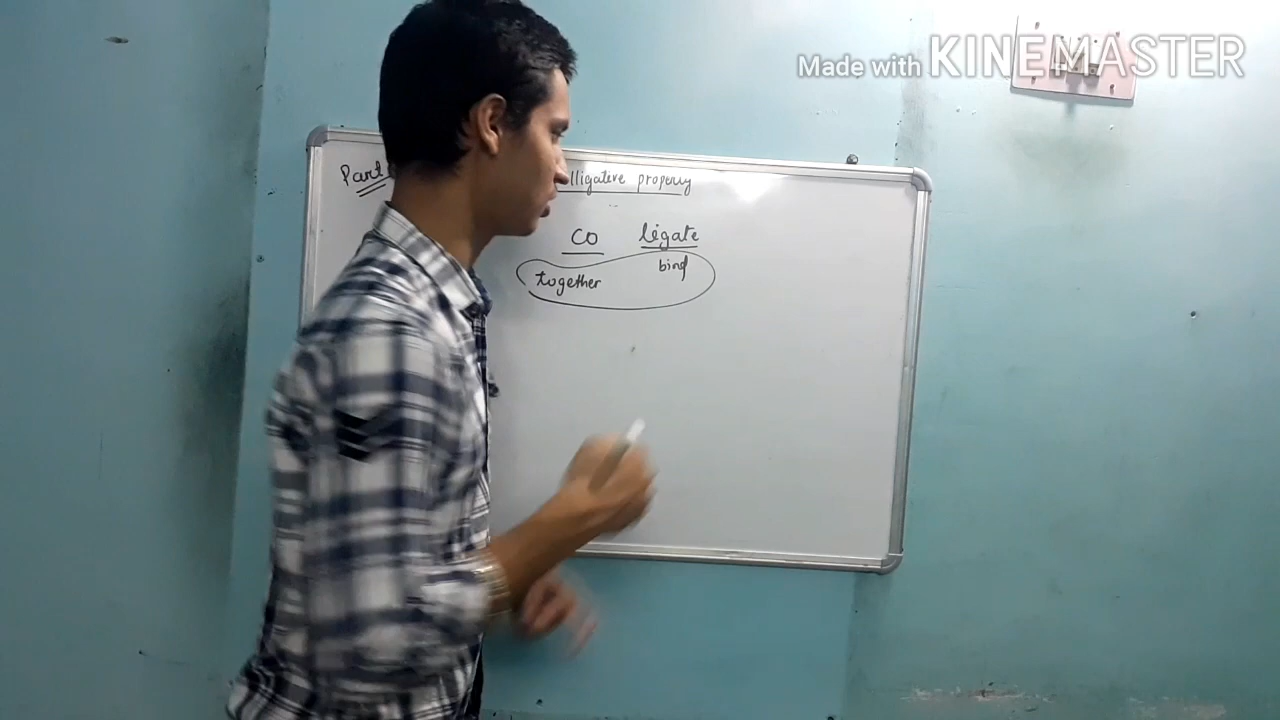 Made with KINEMASTER
Part lligative property
co ligate
together bind